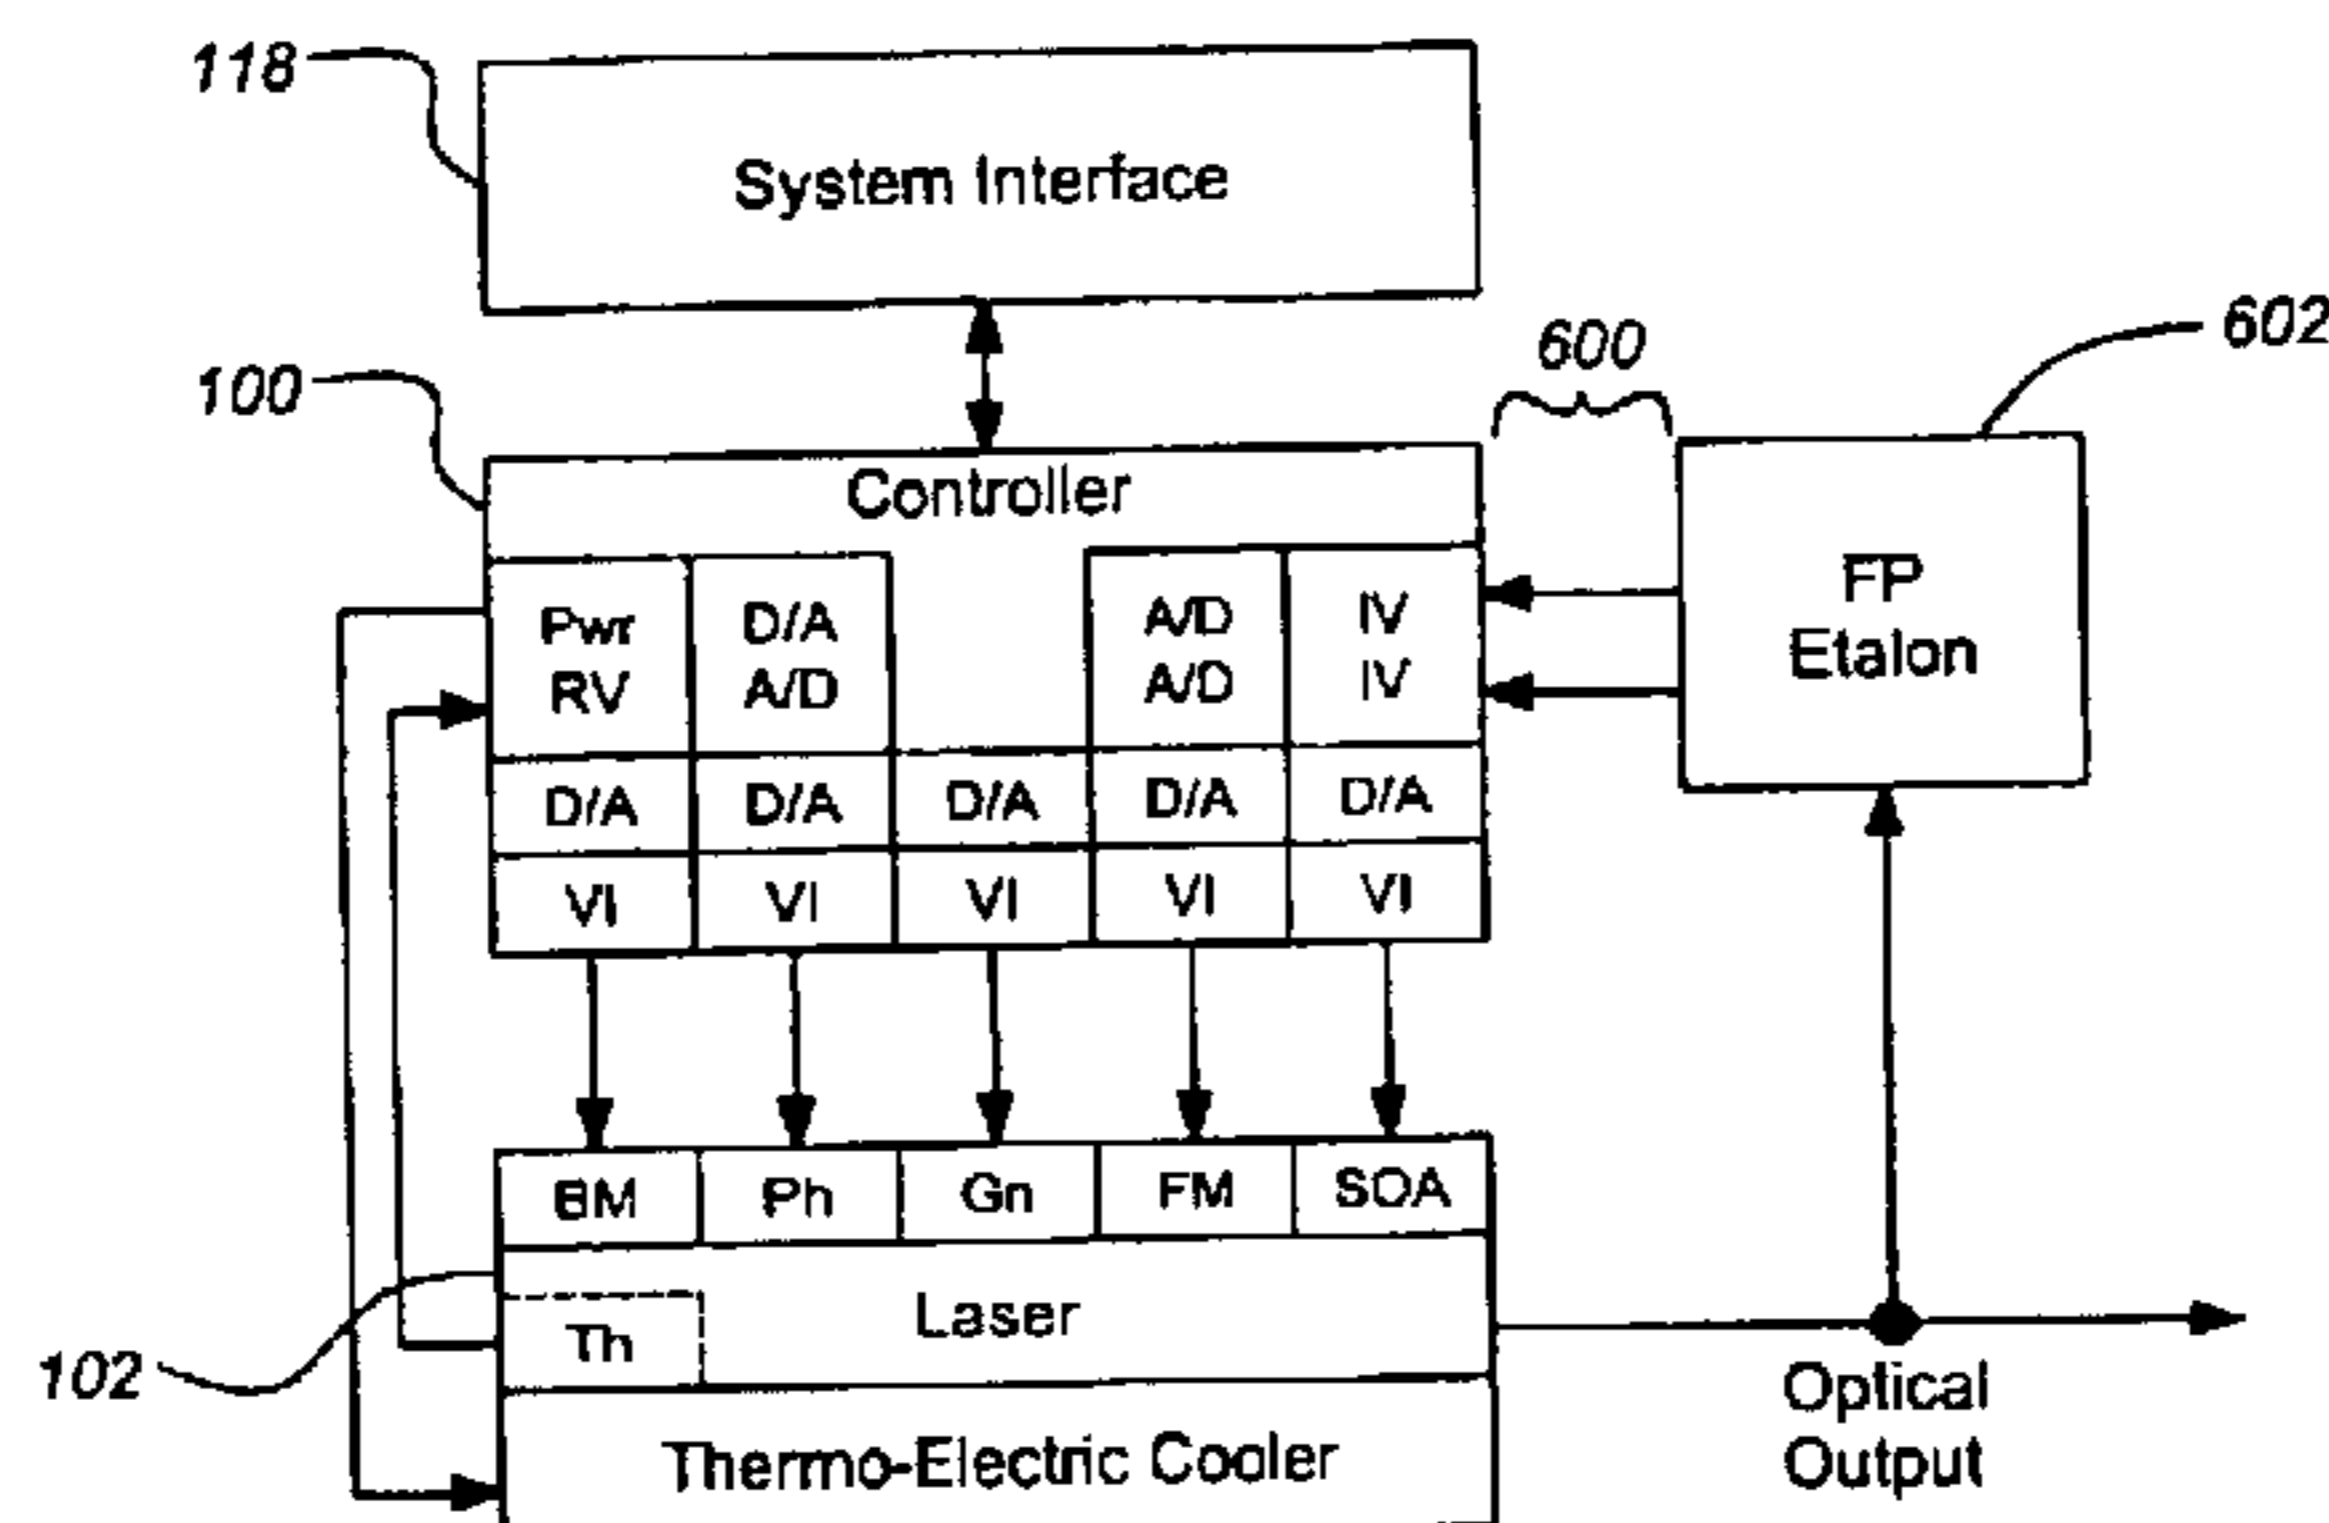 118
System Interface
100
600
602
Controller
Pwr D/A A/D IV
RV A/D A/D IV
FP
Etalon
D/A D/A D/A D/A D/A
VI VI VI VI VI
BM Ph Gn FM SOA
Laser
Th
102
Optical
Output
Thermo-Electric Cooler